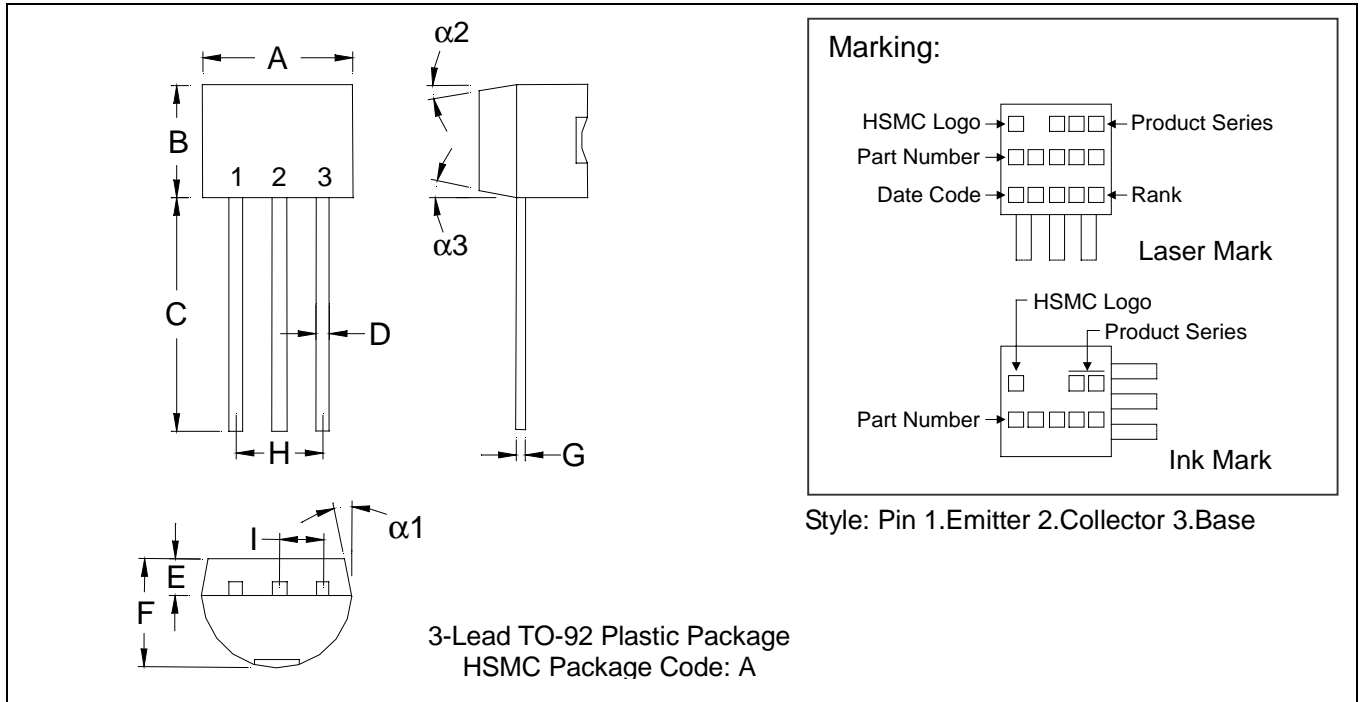 α2
A
B
1 2 3
α3
C
D
H
G
I
α1
E
F
3-Lead TO-92 Plastic Package
HSMC Package Code: A
Marking:
HSMC Logo
Product Series
Part Number
Date Code
Rank
Laser Mark
HSMC Logo
Product Series
Part Number
Ink Mark
Style: Pin 1.Emitter 2.Collector 3.Base